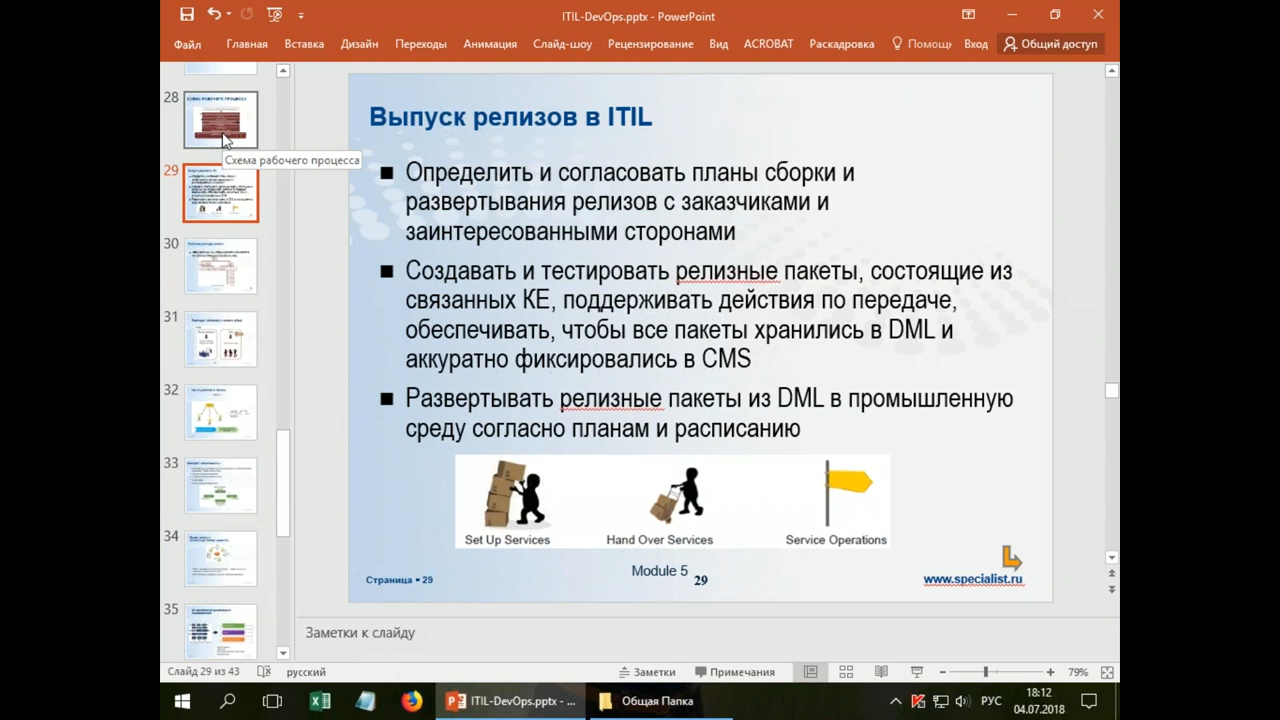 ITIL-DevOps.pptx - PowerPoint
Файл Главная Вставка Дизайн Переходы Анимация Слайд-шоу Рецензирование Вид ACROBAT Раскадровка Помощн Вход Общий доступ
28
Схема рабочего процесса
29
30
31
32
33
34
35
Выпуск релизов в ITIL
Определить и согласовать планы сборки и
развертывания релизов с заказчиками и
заинтересованными сторонами
Создавать и тестировать релизные пакеты, состоящие из
связанных КЕ, поддерживать действия по передаче,
обеспечивать, чтобы все пакеты хранились в DML и
аккуратно фиксировались в CMS
Развертывать релизные пакеты из DML в промышленную
среду согласно планам и расписанию
Set Up Services Hand Over Services Service Operations
Страница ▪ 29 Module 5 29 www.specialist.ru
Заметки к слайду
Слайд 29 из 43 русский Заметки Примечания 79%
ITIL-DevOps.pptx - ... Общая Папка РУС 18:12
04.07.2018